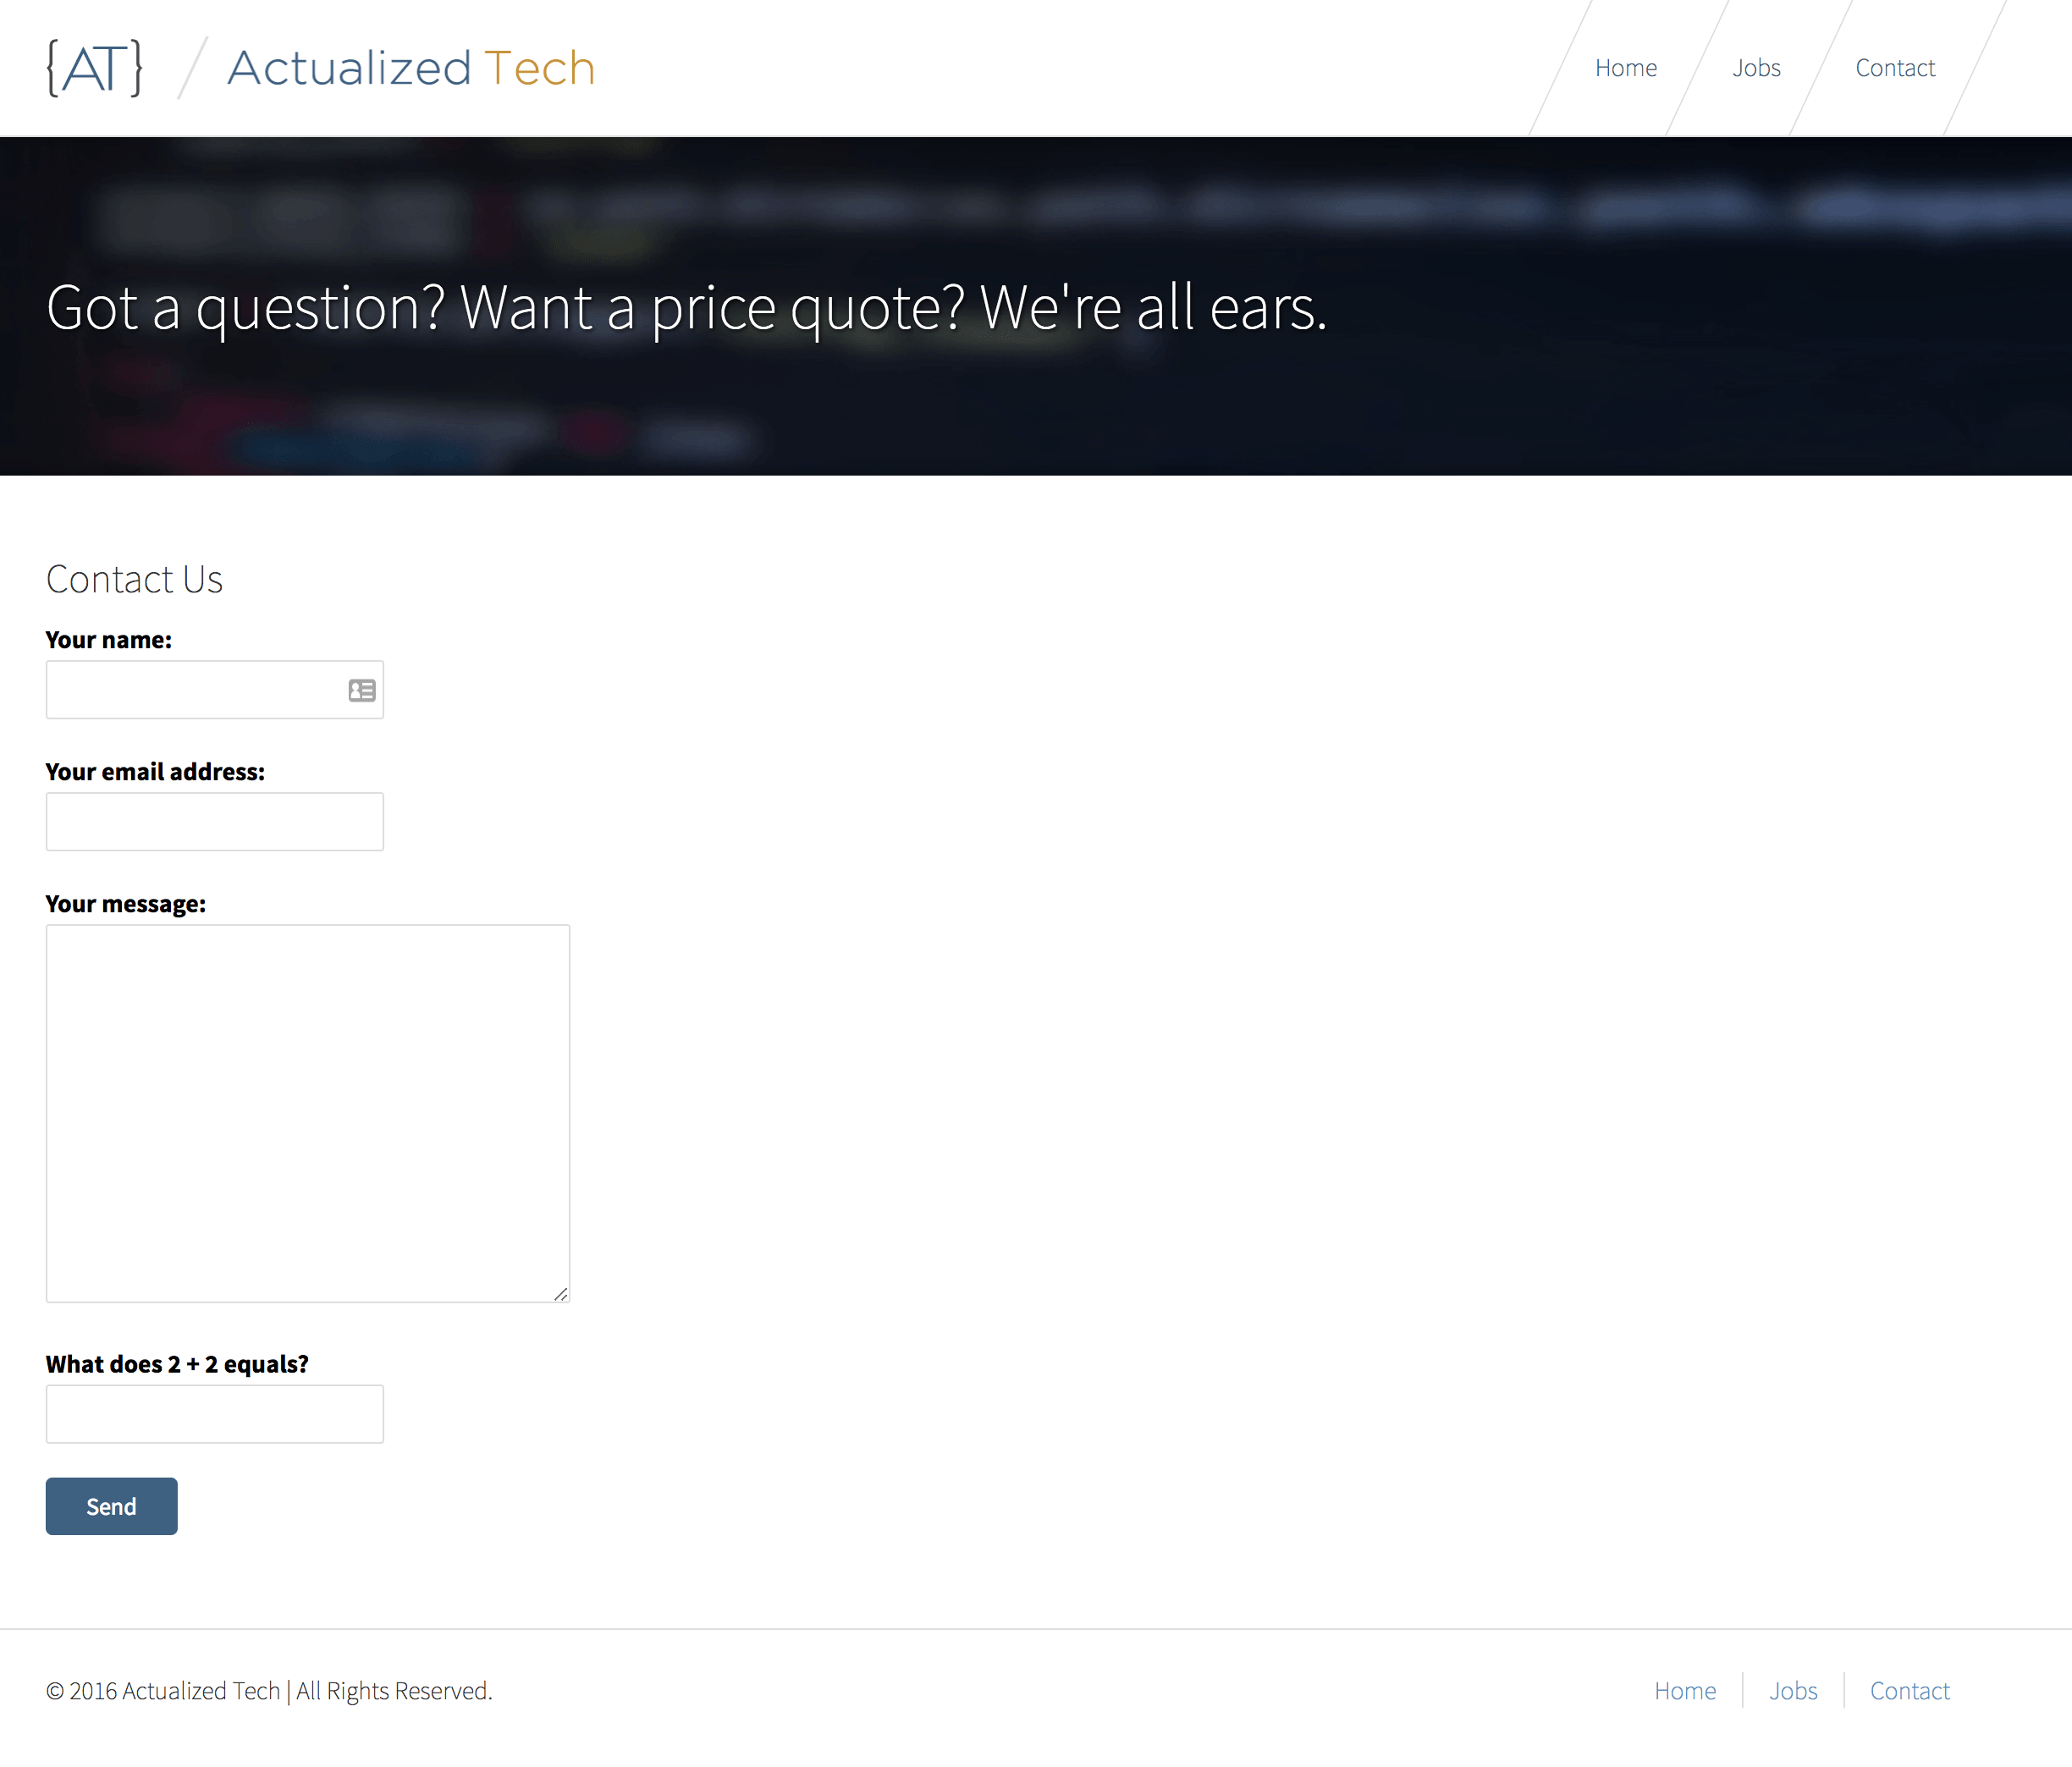 {AT} / Actualized Tech
Home Jobs Contact
Got a question? Want a price quote? We're all ears.
Contact Us
Your name:
Your email address:
Your message:
What does 2 + 2 equals?
Send
© 2016 Actualized Tech | All Rights Reserved.
Home Jobs Contact